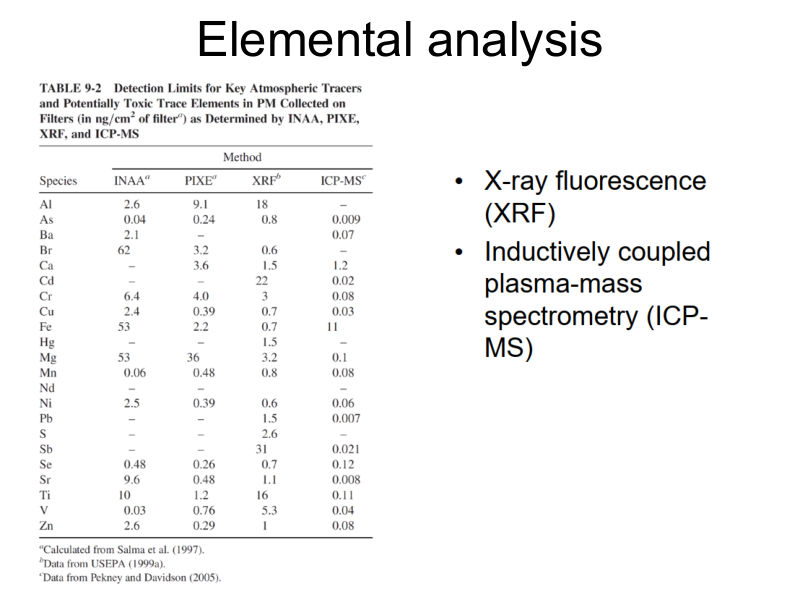 Elemental analysis
TABLE 9-2 Detection Limits for Key Atmospheric Tracers
and Potentially Toxic Trace Elements in PM Collected on
Filters (in ng/cm² of filterᵃ) as Determined by INAA, PIXE,
XRF, and ICP-MS
Method
Species INAAᵃ PIXEᵃ XRFᵇ ICP-MSᶜ
Al 2.6 9.1 18 –
As 0.04 0.24 0.8 0.009
Ba 2.1 – 0.07
Br 62 3.2 0.6 –
Ca – 3.6 1.5 1.2
Cd – – 22 0.02
Cr 6.4 4.0 3 0.08
Cu 2.4 0.39 0.7 0.03
Fe 53 2.2 0.7 11
Hg – – 1.5 –
Mg 53 36 3.2 0.1
Mn 0.06 0.48 0.8 0.08
Nd – – –
Ni 2.5 0.39 0.6 0.06
Pb – – 1.5 0.007
S – – 2.6 –
Sb – – 31 0.021
Se 0.48 0.26 0.7 0.12
Sr 9.6 0.48 1.1 0.008
Ti 10 1.2 16 0.11
V 0.03 0.76 5.3 0.04
Zn 2.6 0.29 1 0.08
ᵃCalculated from Salma et al. (1997).
ᵇData from USEPA (1999a).
ᶜData from Pekney and Davidson (2005).
• X-ray fluorescence
(XRF)
• Inductively coupled
plasma-mass
spectrometry (ICP-
MS)